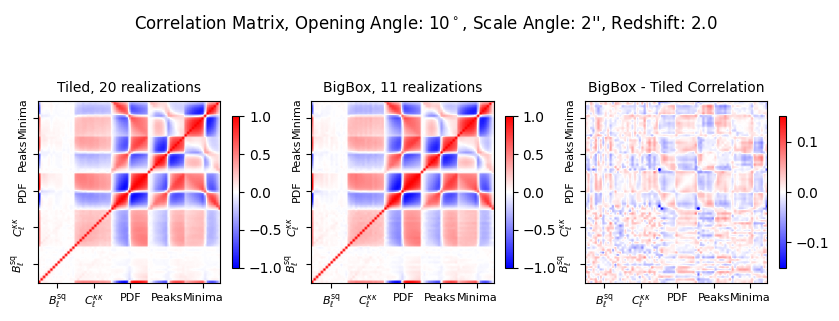 Correlation Matrix, Opening Angle: 10°, Scale Angle: 2'', Redshift: 2.0
Tiled, 20 realizations
BigBox, 11 realizations
BigBox - Tiled Correlation
Minima
Peaks
PDF
C_ℓ^κκ
B_ℓ^sq
B_ℓ^sq C_ℓ^κκ PDF Peaks Minima
1.0
0.5
0.0
−0.5
−1.0
Minima
Peaks
PDF
C_ℓ^κκ
B_ℓ^sq
B_ℓ^sq C_ℓ^κκ PDF Peaks Minima
1.0
0.5
0.0
−0.5
−1.0
Minima
Peaks
PDF
C_ℓ^κκ
B_ℓ^sq
B_ℓ^sq C_ℓ^κκ PDF Peaks Minima
0.1
0.0
−0.1